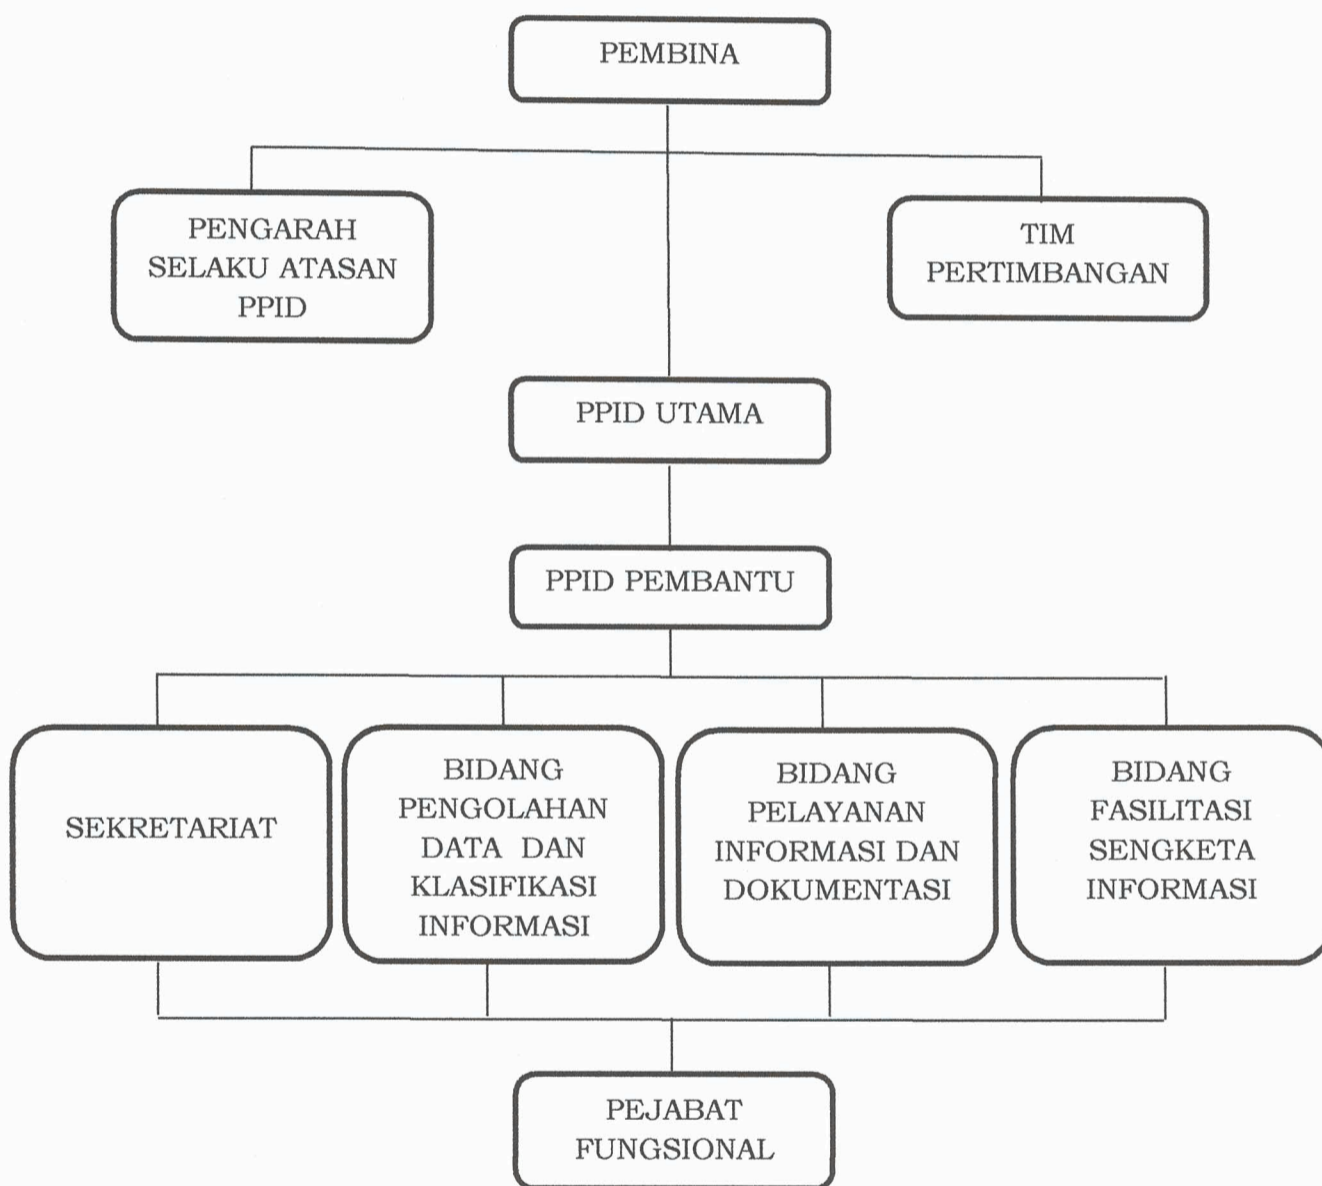 PEMBINA
PENGARAH
SELAKU ATASAN
PPID
TIM
PERTIMBANGAN
PPID UTAMA
PPID PEMBANTU
SEKRETARIAT
BIDANG
PENGOLAHAN
DATA DAN
KLASIFIKASI
INFORMASI
BIDANG
PELAYANAN
INFORMASI DAN
DOKUMENTASI
BIDANG
FASILITASI
SENGKETA
INFORMASI
PEJABAT
FUNGSIONAL